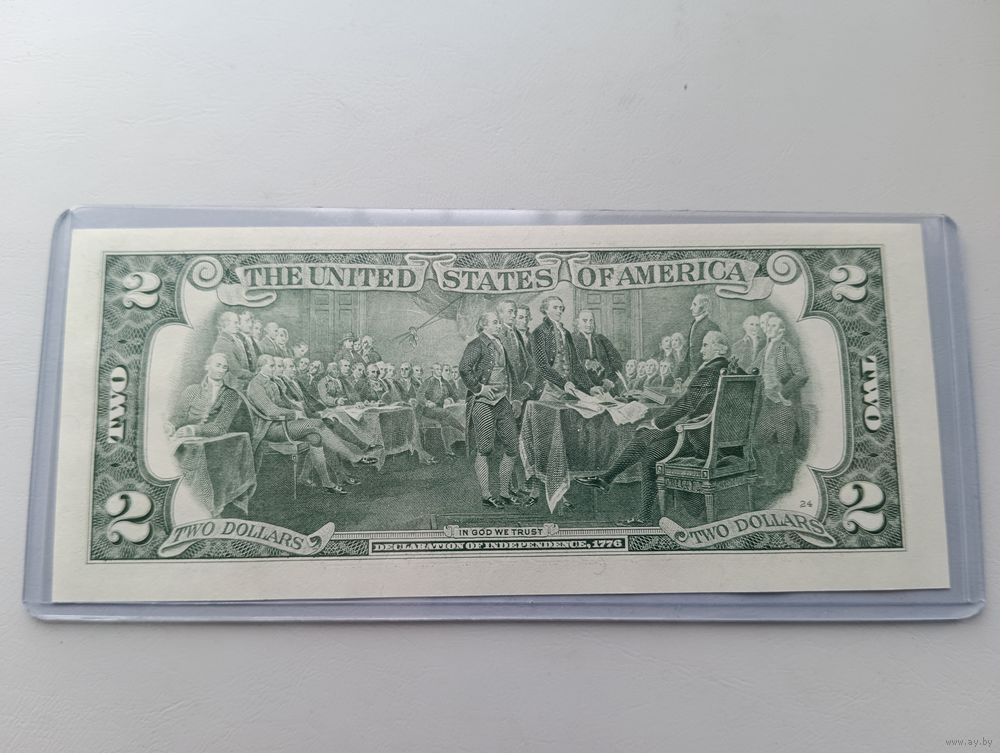 2 THE UNITED STATES OF AMERICA 2
TWO
TWO
2
2
24
TWO DOLLARS
IN GOD WE TRUST
TWO DOLLARS
DECLARATION OF INDEPENDENCE, 1776
www.ay.by